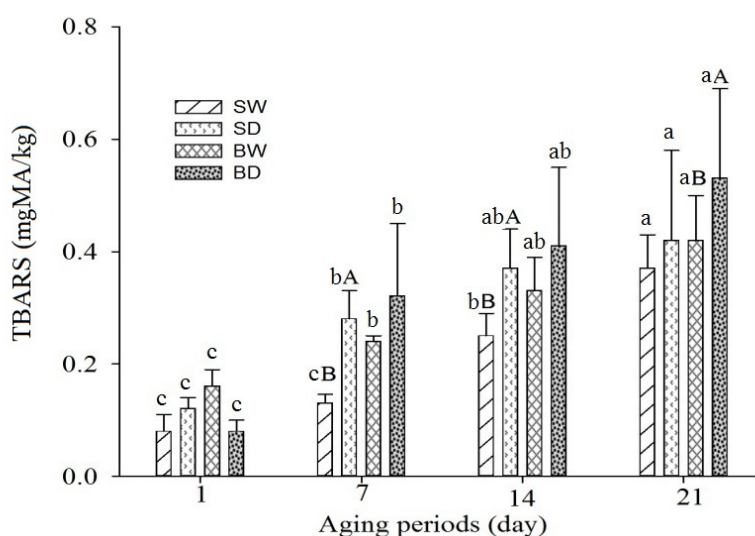 0.8
0.6
0.4
0.2
0.0
TBARS (mgMA/kg)
SW
SD
BW
BD
c
c
c
c
cB
bA
b
b
bB
abA
ab
ab
a
a
aB
aA
1
7
14
21
Aging periods (day)